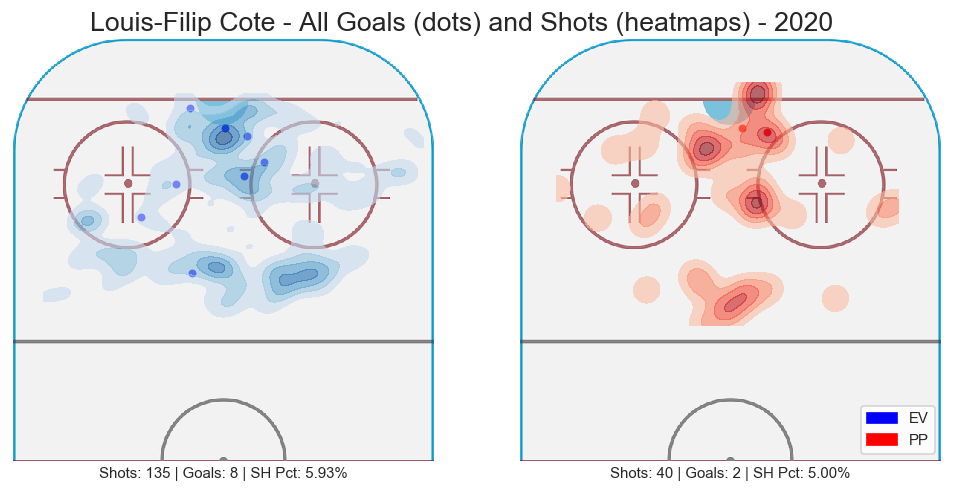 Louis-Filip Cote - All Goals (dots) and Shots (heatmaps) - 2020
EV
PP
Shots: 135 | Goals: 8 | SH Pct: 5.93%
Shots: 40 | Goals: 2 | SH Pct: 5.00%